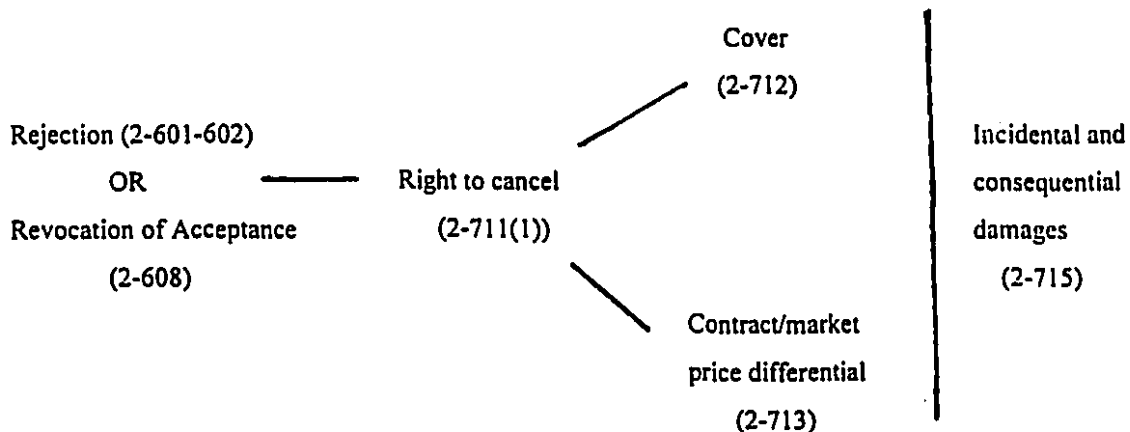 Rejection (2-601-602)
OR
Revocation of Acceptance
(2-608)
Right to cancel
(2-711(1))
Cover
(2-712)
Contract/market
price differential
(2-713)
Incidental and
consequential
damages
(2-715)